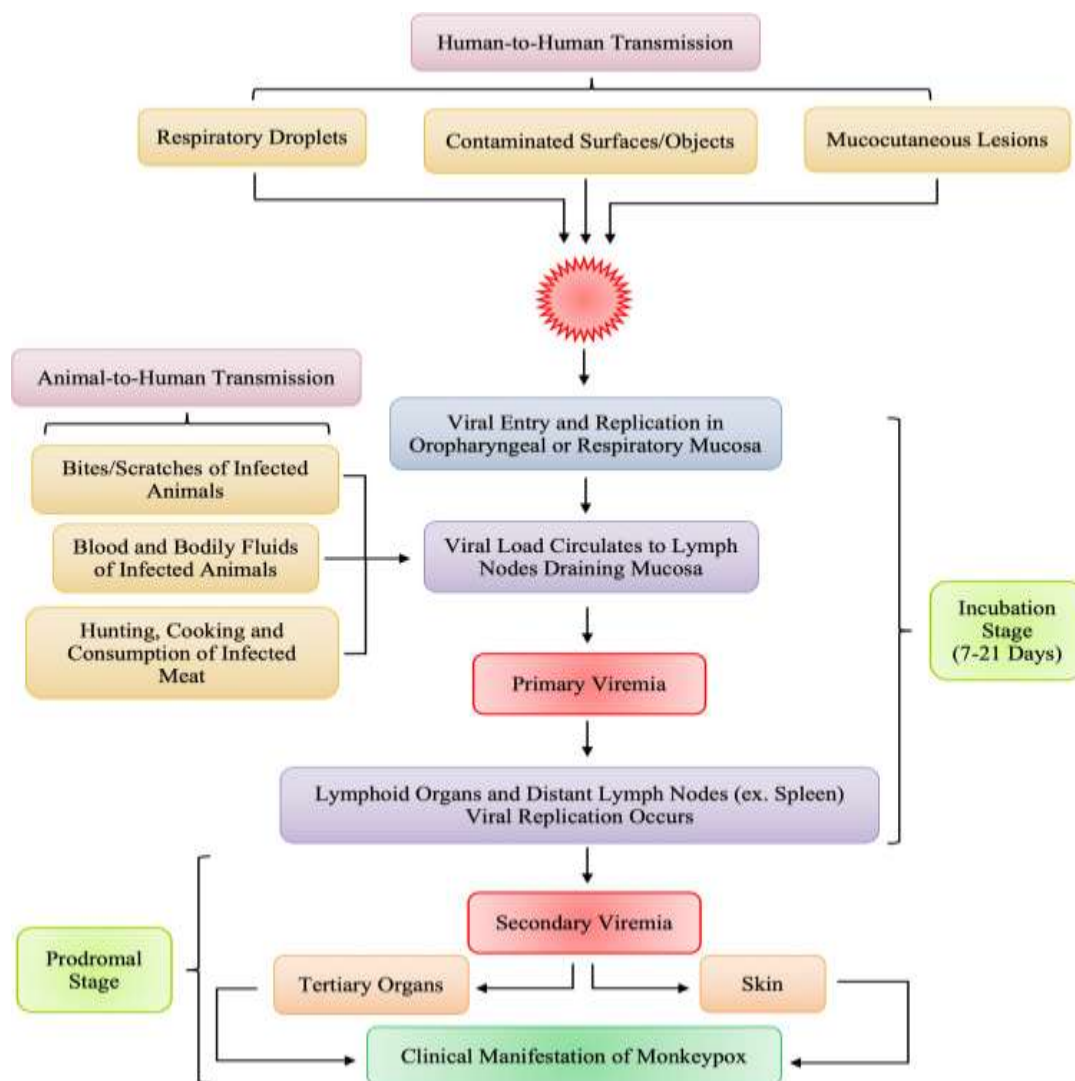 Human-to-Human Transmission
Respiratory Droplets
Contaminated Surfaces/Objects
Mucocutaneous Lesions
Animal-to-Human Transmission
Bites/Scratches of Infected
Animals
Blood and Bodily Fluids
of Infected Animals
Hunting, Cooking and
Consumption of Infected
Meat
Viral Entry and Replication in
Oropharyngeal or Respiratory Mucosa
Viral Load Circulates to Lymph
Nodes Draining Mucosa
Primary Viremia
Lymphoid Organs and Distant Lymph Nodes (ex. Spleen)
Viral Replication Occurs
Incubation
Stage
(7-21 Days)
Secondary Viremia
Prodromal
Stage
Tertiary Organs
Skin
Clinical Manifestation of Monkeypox